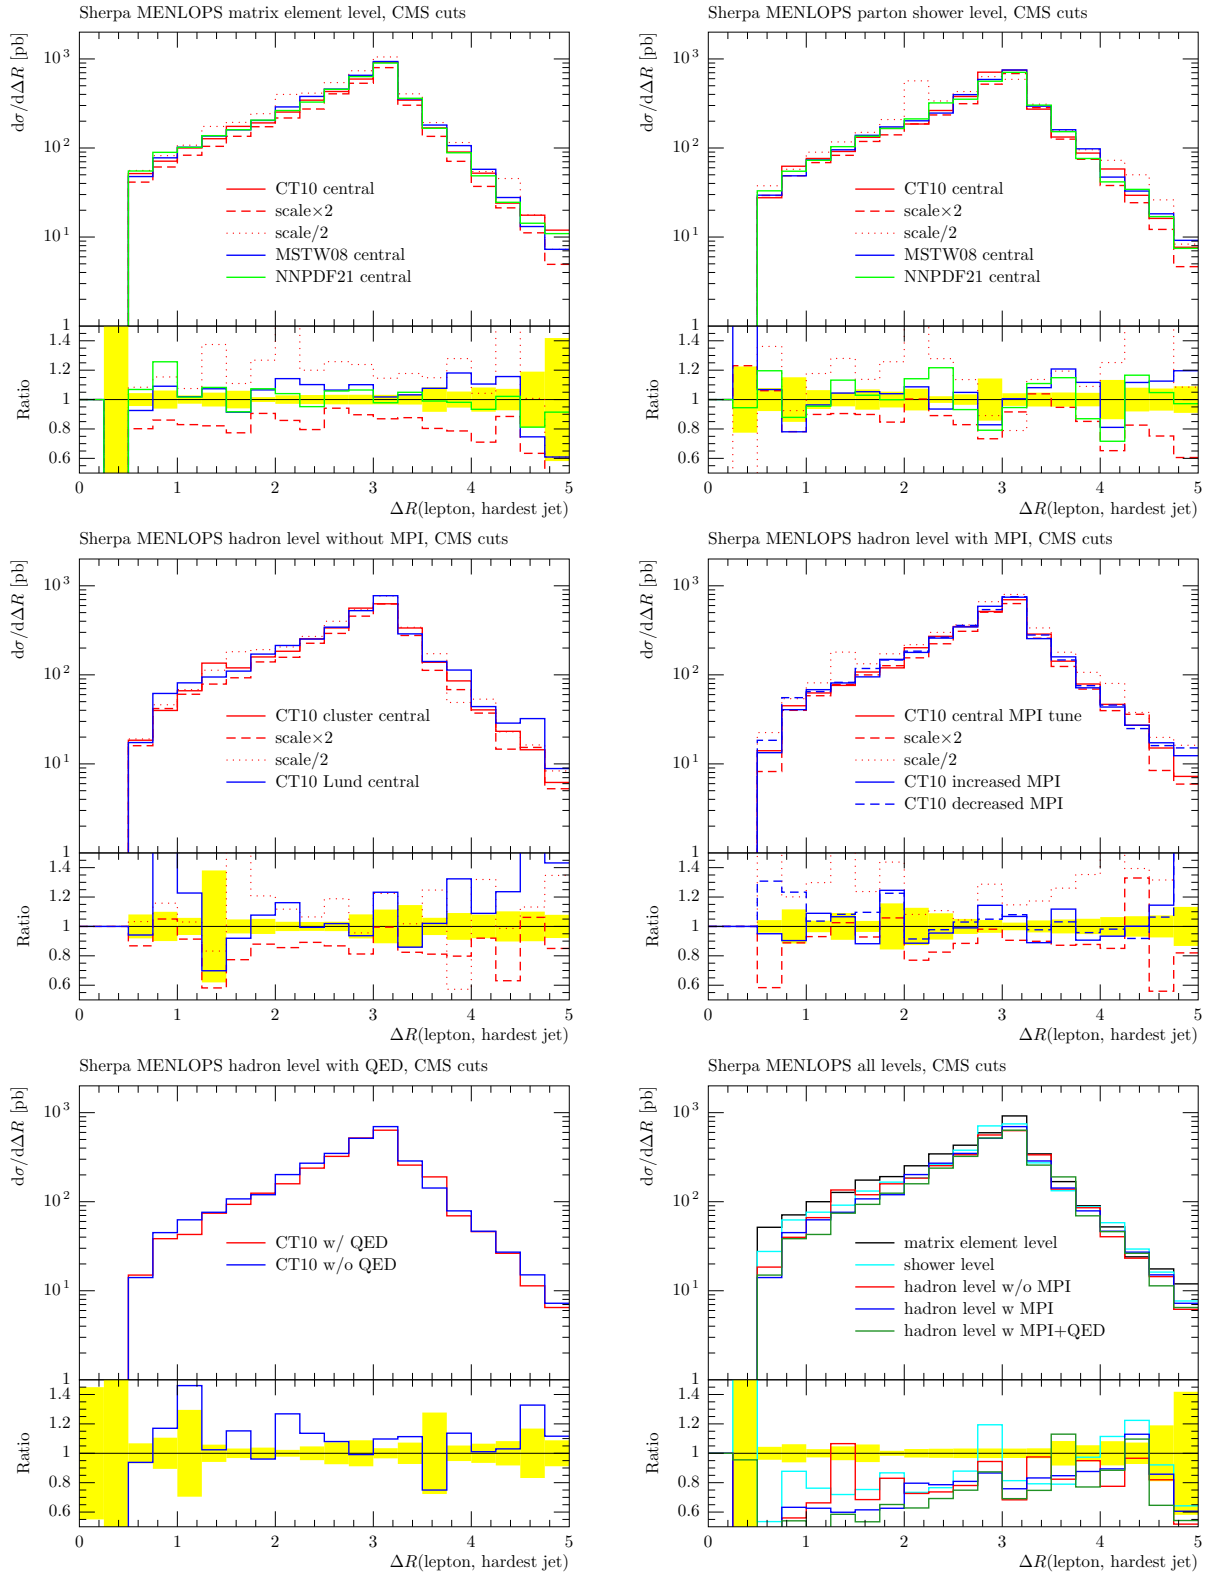 Sherpa MENLOPS matrix element level, CMS cuts
dσ/dΔR [pb]
10³
10²
10¹
1
CT10 central
scale×2
scale/2
MSTW08 central
NNPDF21 central
Ratio
1.4
1.2
1
0.8
0.6
0 1 2 3 4 5
ΔR(lepton, hardest jet)
Sherpa MENLOPS parton shower level, CMS cuts
dσ/dΔR [pb]
10³
10²
10¹
1
CT10 central
scale×2
scale/2
MSTW08 central
NNPDF21 central
Ratio
1.4
1.2
1
0.8
0.6
0 1 2 3 4 5
ΔR(lepton, hardest jet)
Sherpa MENLOPS hadron level without MPI, CMS cuts
dσ/dΔR [pb]
10³
10²
10¹
1
CT10 cluster central
scale×2
scale/2
CT10 Lund central
Ratio
1.4
1.2
1
0.8
0.6
0 1 2 3 4 5
ΔR(lepton, hardest jet)
Sherpa MENLOPS hadron level with MPI, CMS cuts
dσ/dΔR [pb]
10³
10²
10¹
1
CT10 central MPI tune
scale×2
scale/2
CT10 increased MPI
CT10 decreased MPI
Ratio
1.4
1.2
1
0.8
0.6
0 1 2 3 4 5
ΔR(lepton, hardest jet)
Sherpa MENLOPS hadron level with QED, CMS cuts
dσ/dΔR [pb]
10³
10²
10¹
1
CT10 w/ QED
CT10 w/o QED
Ratio
1.4
1.2
1
0.8
0.6
0 1 2 3 4 5
ΔR(lepton, hardest jet)
Sherpa MENLOPS all levels, CMS cuts
dσ/dΔR [pb]
10³
10²
10¹
1
matrix element level
shower level
hadron level w/o MPI
hadron level w MPI
hadron level w MPI+QED
Ratio
1.4
1.2
1
0.8
0.6
0 1 2 3 4 5
ΔR(lepton, hardest jet)